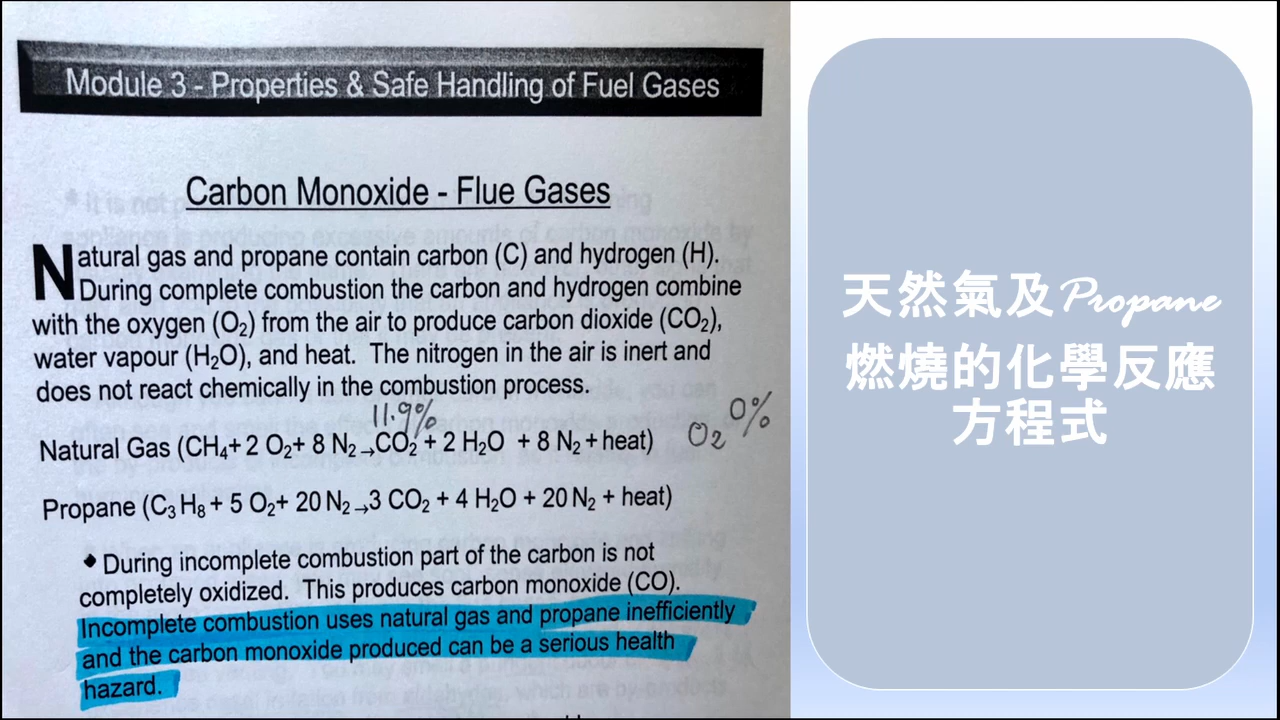 Module 3 - Properties & Safe Handling of Fuel Gases
Carbon Monoxide - Flue Gases
Natural gas and propane contain carbon (C) and hydrogen (H).
During complete combustion the carbon and hydrogen combine
with the oxygen (O₂) from the air to produce carbon dioxide (CO₂),
water vapour (H₂O), and heat. The nitrogen in the air is inert and
does not react chemically in the combustion process.
11.9%
O₂ 0%
Natural Gas (CH₄+ 2 O₂+ 8 N₂→CO₂ + 2 H₂O + 8 N₂ + heat)
Propane (C₃H₈ + 5 O₂+ 20 N₂→3 CO₂ + 4 H₂O + 20 N₂ + heat)
During incomplete combustion part of the carbon is not
completely oxidized. This produces carbon monoxide (CO).
Incomplete combustion uses natural gas and propane inefficiently
and the carbon monoxide produced can be a serious health
hazard.
天然氣及Propane
燃燒的化學反應
方程式